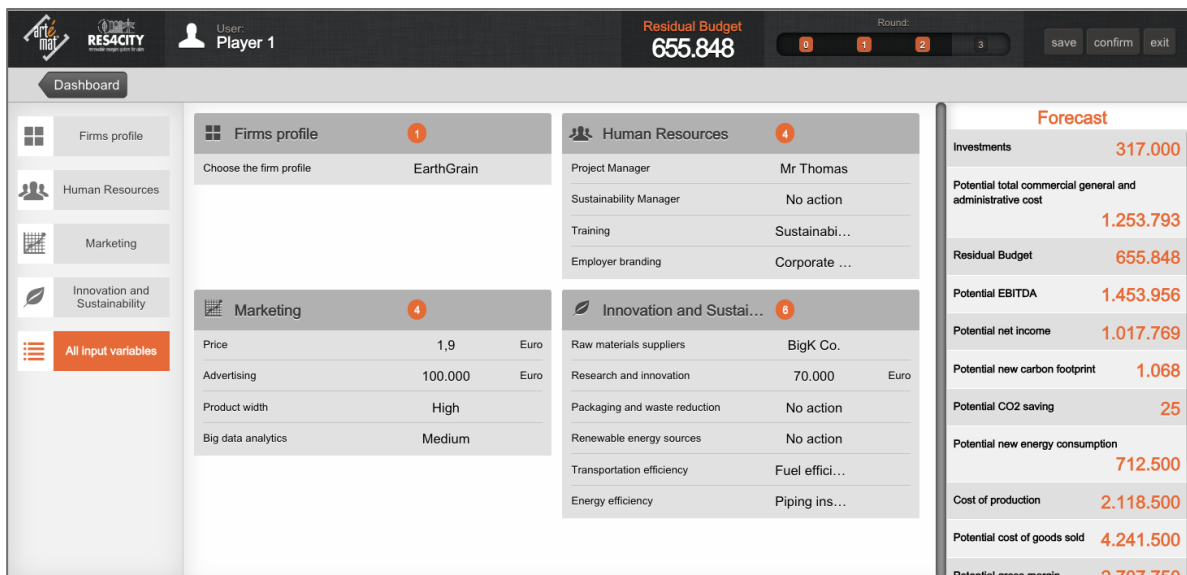 arté
mat
RES4CITY
User:
Player 1
Residual Budget
655.848
Round:
0 1 2 3
save confirm exit
Dashboard
Firms profile
Human Resources
Marketing
Innovation and
Sustainability
All input variables
Firms profile 1
Choose the firm profile EarthGrain
Human Resources 4
Project Manager Mr Thomas
Sustainability Manager No action
Training Sustainabi...
Employer branding Corporate ...
Marketing 4
Price 1,9 Euro
Advertising 100.000 Euro
Product width High
Big data analytics Medium
Innovation and Sustai... 6
Raw materials suppliers BigK Co.
Research and innovation 70.000 Euro
Packaging and waste reduction No action
Renewable energy sources No action
Transportation efficiency Fuel effici...
Energy efficiency Piping ins...
Forecast
Investments 317.000
Potential total commercial general and
administrative cost
1.253.793
Residual Budget 655.848
Potential EBITDA 1.453.956
Potential net income 1.017.769
Potential new carbon footprint 1.068
Potential CO2 saving 25
Potential new energy consumption
712.500
Cost of production 2.118.500
Potential cost of goods sold 4.241.500
Potential gross margin